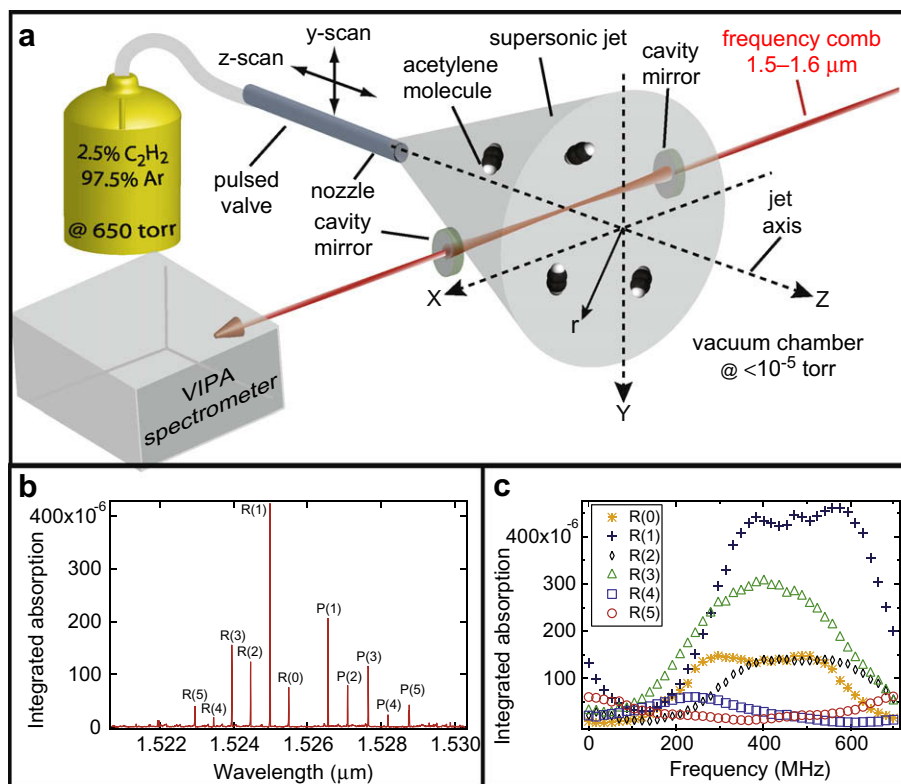 a
y-scan
z-scan
acetylene
molecule
supersonic jet
cavity
mirror
frequency comb
1.5–1.6 μm
2.5% C₂H₂
97.5% Ar
@ 650 torr
pulsed
valve
nozzle
cavity
mirror
jet
axis
X
r
Z
Y
vacuum chamber
@ <10⁻⁵ torr
VIPA
spectrometer
b
400x10⁻⁶
300
200
100
0
Integrated absorption
R(1)
P(1)
R(3)
R(2)
P(3)
R(0)
P(2)
R(5)
R(4)
P(4)
P(5)
1.522 1.524 1.526 1.528 1.530
Wavelength (μm)
c
400x10⁻⁶
300
200
100
0
Integrated absorption
R(0)
R(1)
R(2)
R(3)
R(4)
R(5)
0 200 400 600
Frequency (MHz)